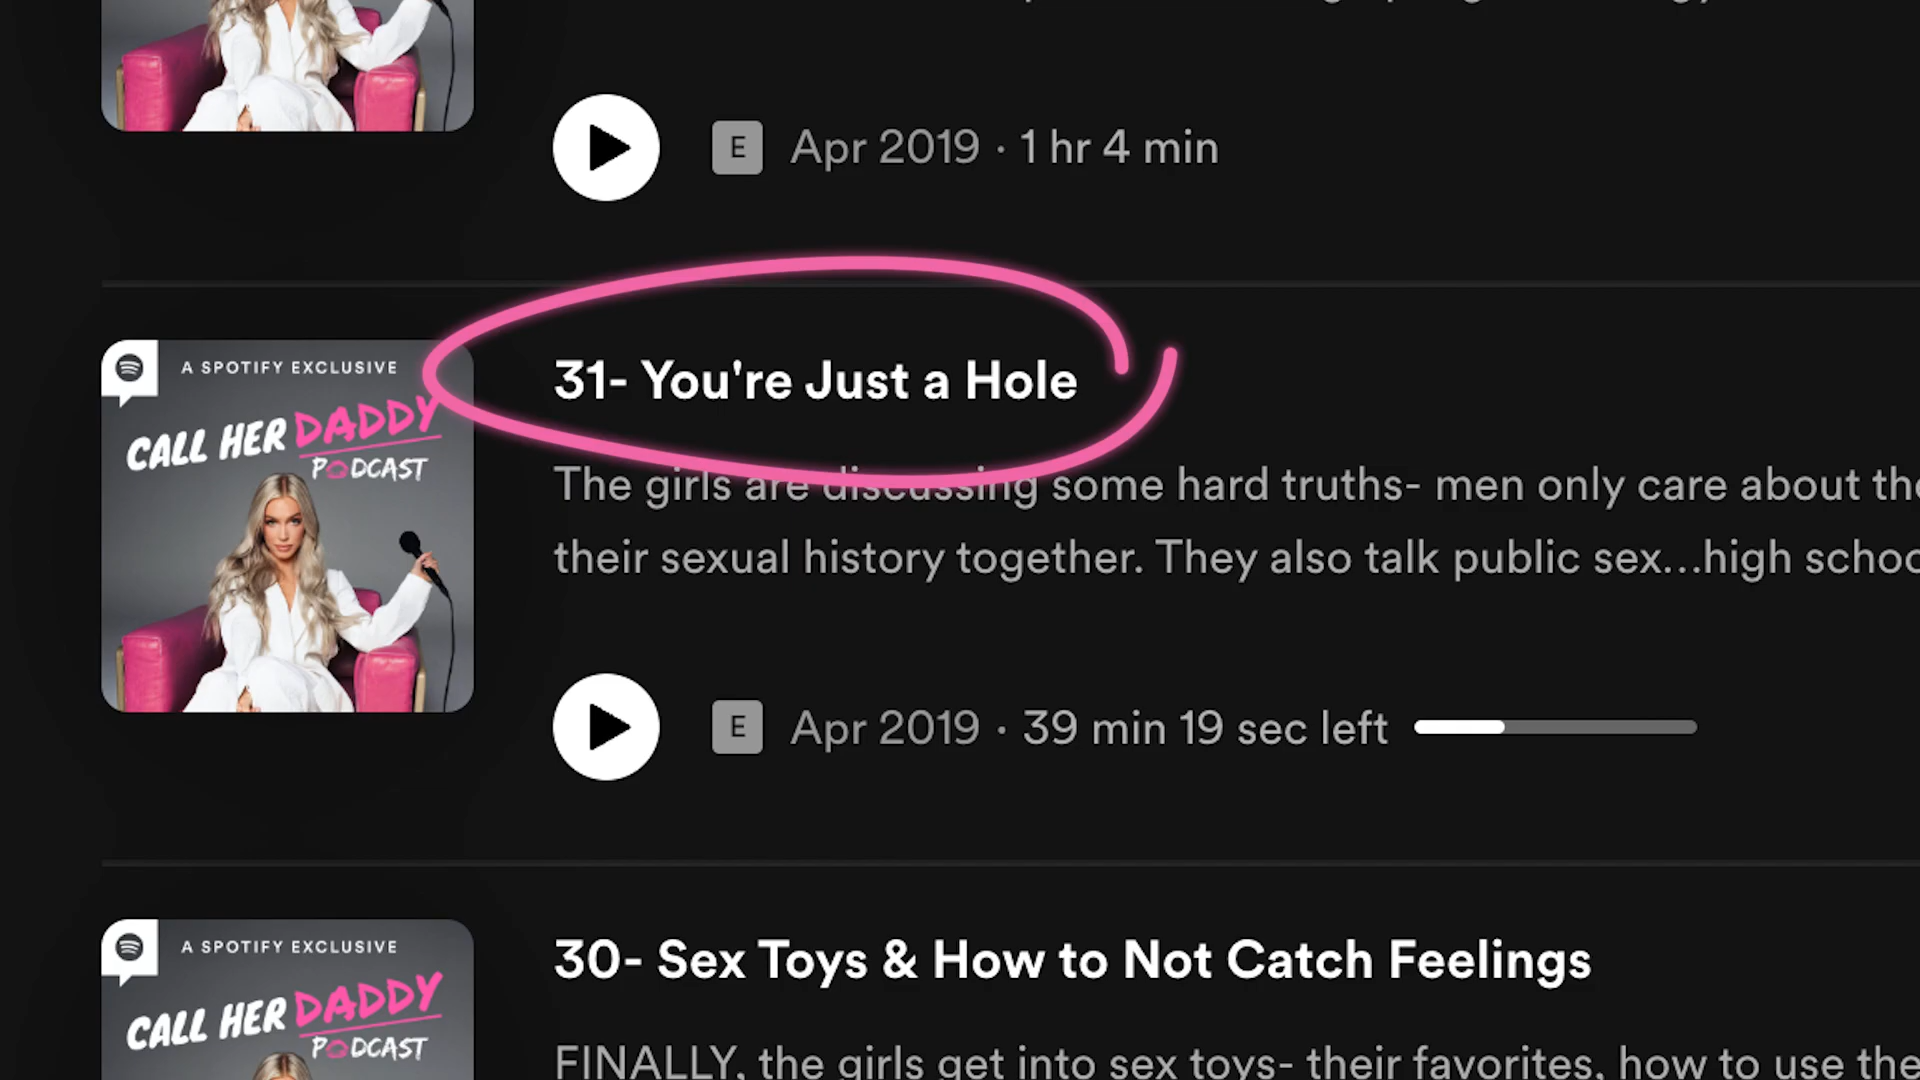 E Apr 2019 · 1 hr 4 min
A SPOTIFY EXCLUSIVE
CALL HER DADDY
PODCAST
31- You're Just a Hole
The girls are discussing some hard truths- men only care about
their sexual history together. They also talk public sex...high
E Apr 2019 · 39 min 19 sec left
A SPOTIFY EXCLUSIVE
CALL HER DADDY
PODCAST
30- Sex Toys & How to Not Catch Feelings
FINALLY, the girls get into sex toys- their favorites, how to use